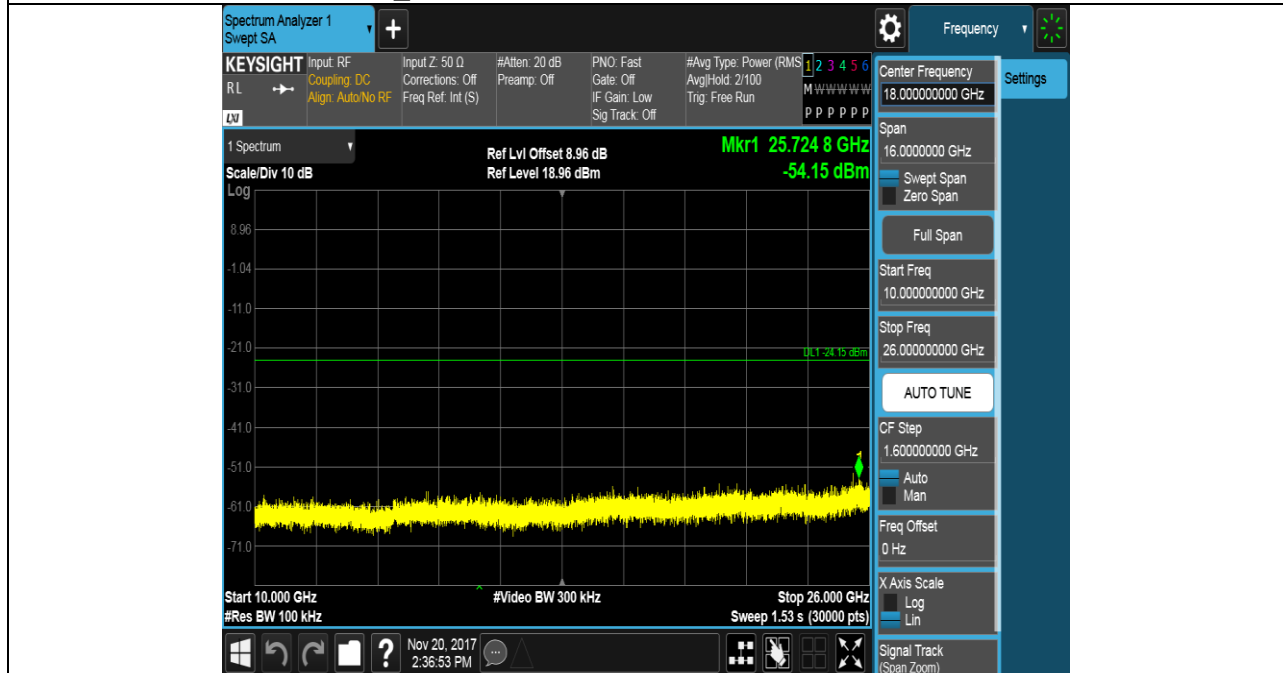 Spectrum Analyzer 1
Swept SA
+
Frequency
KEYSIGHT
RL
LXI
Input: RF
Coupling: DC
Align: Auto/No RF
Input Z: 50 Ω
Corrections: Off
Freq Ref: Int (S)
#Atten: 20 dB
Preamp: Off
PNO: Fast
Gate: Off
IF Gain: Low
Sig Track: Off
#Avg Type: Power (RMS
Avg|Hold: 2/100
Trig: Free Run
1 2 3 4 5 6
M W W W W W
P P P P P P
1 Spectrum
Scale/Div 10 dB
Ref Lvl Offset 8.96 dB
Ref Level 18.96 dBm
Mkr1 25.724 8 GHz
-54.15 dBm
Log
8.96
-1.04
-11.0
-21.0
DL1 -24.15 dBm
-31.0
-41.0
-51.0
1
-61.0
-71.0
Start 10.000 GHz
#Res BW 100 kHz
#Video BW 300 kHz
Stop 26.000 GHz
Sweep 1.53 s (30000 pts)
?
Nov 20, 2017
2:36:53 PM
Center Frequency
18.000000000 GHz
Settings
Span
16.0000000 GHz
Swept Span
Zero Span
Full Span
Start Freq
10.000000000 GHz
Stop Freq
26.000000000 GHz
AUTO TUNE
CF Step
1.600000000 GHz
Auto
Man
Freq Offset
0 Hz
X Axis Scale
Log
Lin
Signal Track
(Span Zoom)